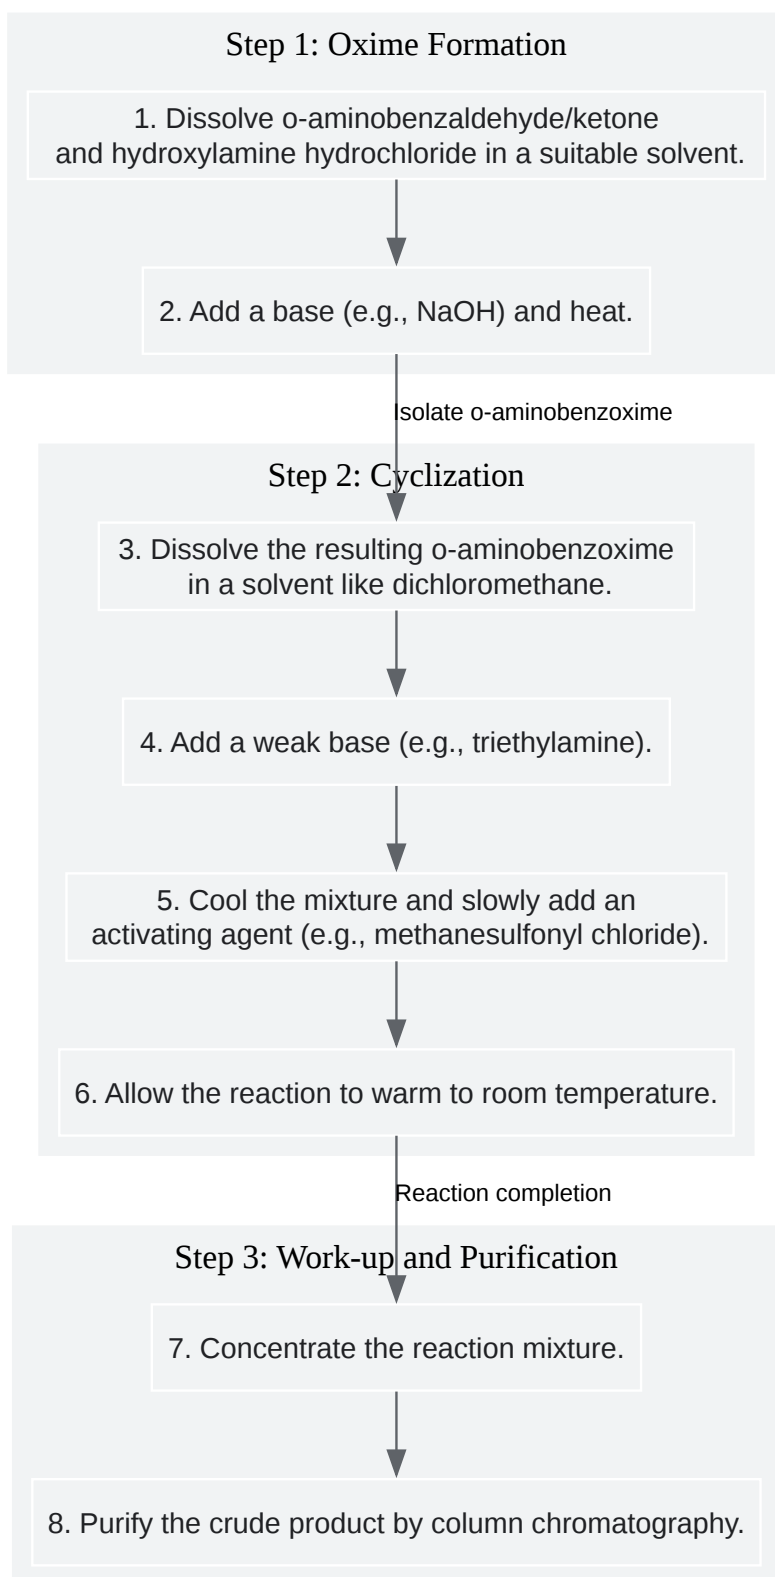 Step 1: Oxime Formation
1. Dissolve o-aminobenzaldehyde/ketone
and hydroxylamine hydrochloride in a suitable solvent.
2. Add a base (e.g., NaOH) and heat.
Isolate o-aminobenzoxime
Step 2: Cyclization
3. Dissolve the resulting o-aminobenzoxime
in a solvent like dichloromethane.
4. Add a weak base (e.g., triethylamine).
5. Cool the mixture and slowly add an
activating agent (e.g., methanesulfonyl chloride).
6. Allow the reaction to warm to room temperature.
Reaction completion
Step 3: Work-up and Purification
7. Concentrate the reaction mixture.
8. Purify the crude product by column chromatography.